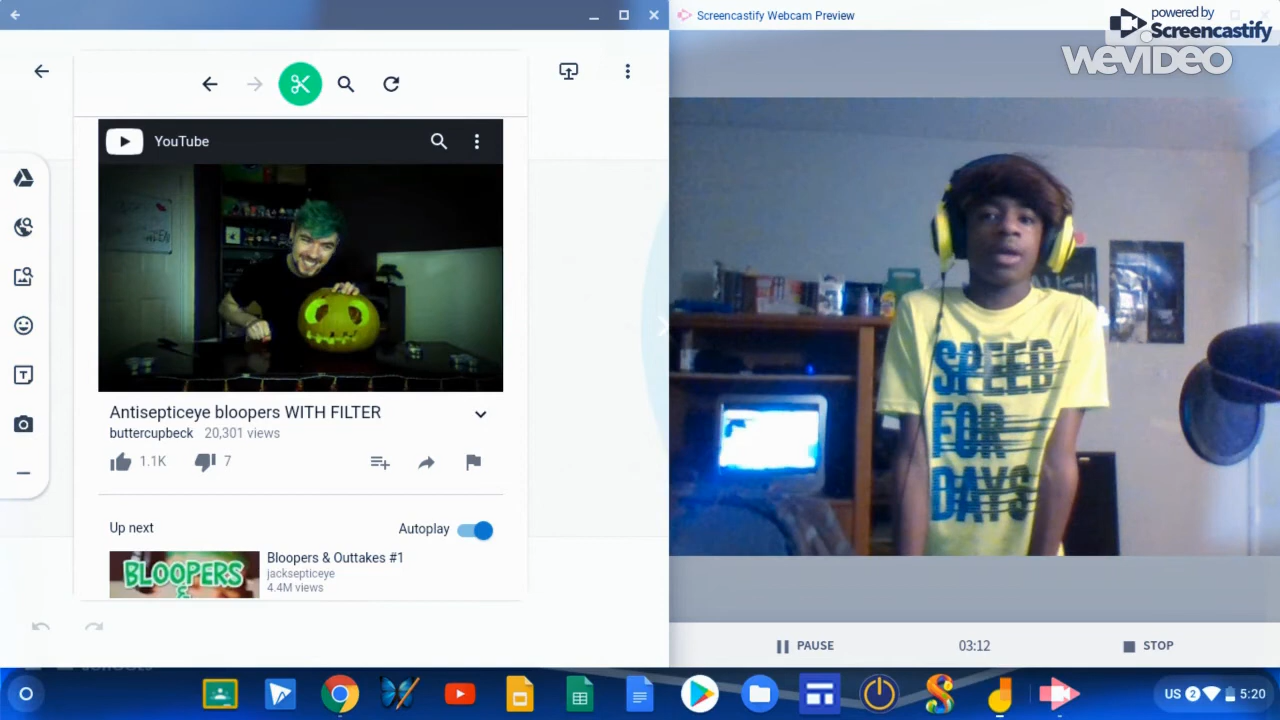 Screencastify Webcam Preview
powered by
Screencastify
WeVideo
YouTube
Antisepticeye bloopers WITH FILTER
buttercupbeck 20,301 views
1.1K 7
Up next
Autoplay
BLOOPERS
&
Bloopers & Outtakes #1
jacksepticeye
4.4M views
SPEED
FOR
DAYS
PAUSE
03:12
STOP
US 2 5:20